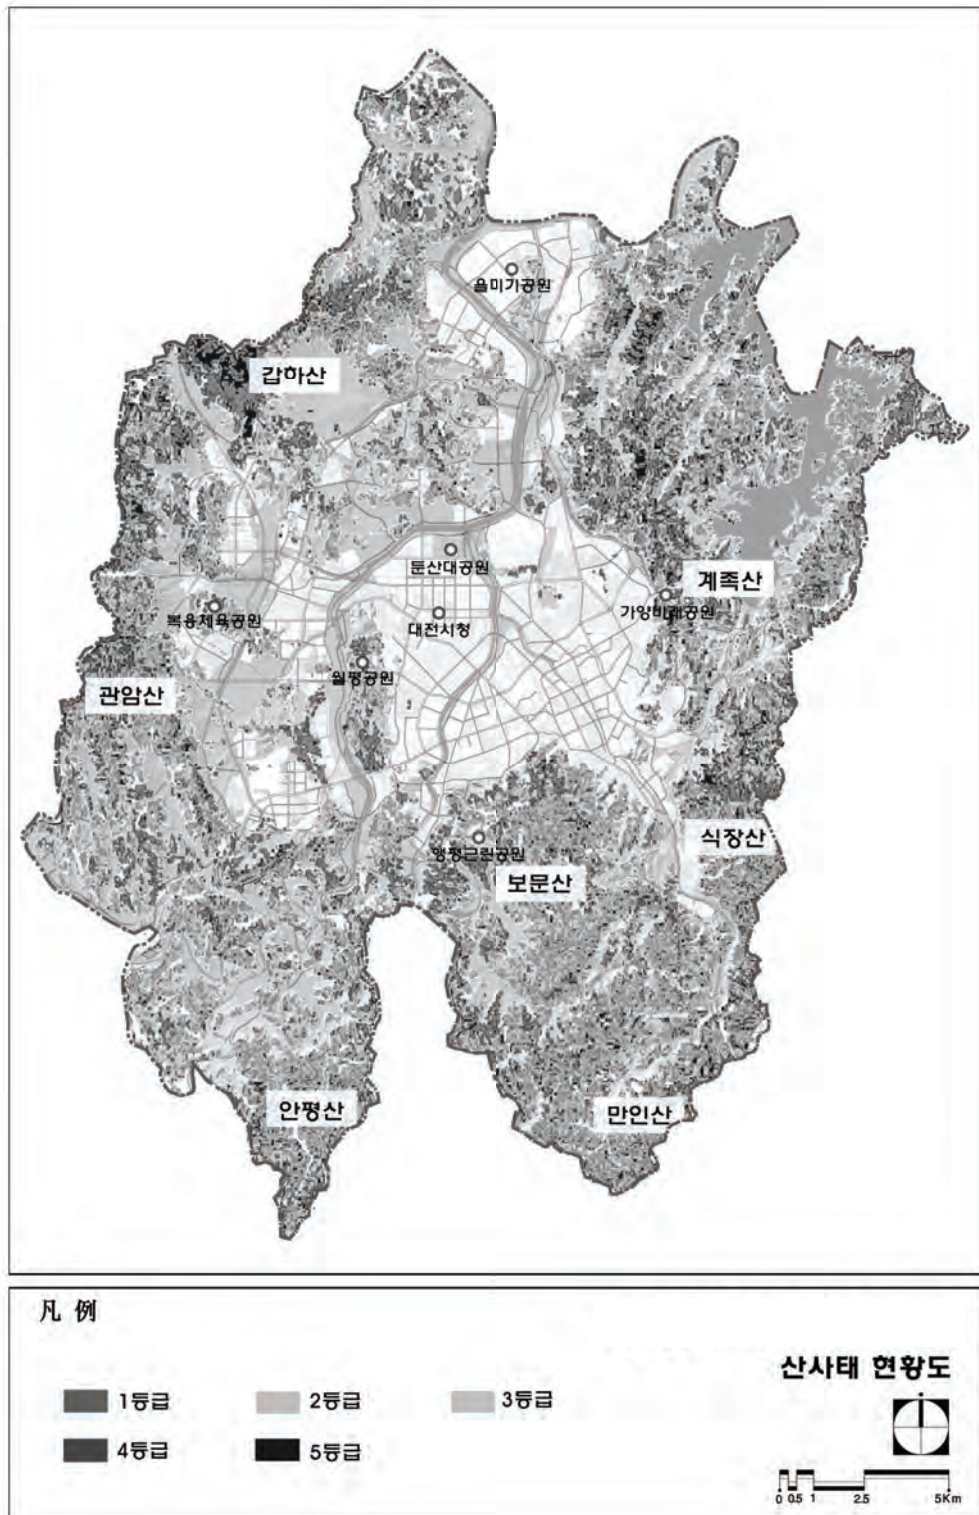 을미기공원
갑하산
둔산대공원
계족산
가양비래공원
복용체육공원
대전시청
월평공원
관암산
식장산
보문산
안평산
만인산
凡 例
산사태 현황도
1등급
2등급
3등급
4등급
5등급
0 0.5 1 2.5 5Km